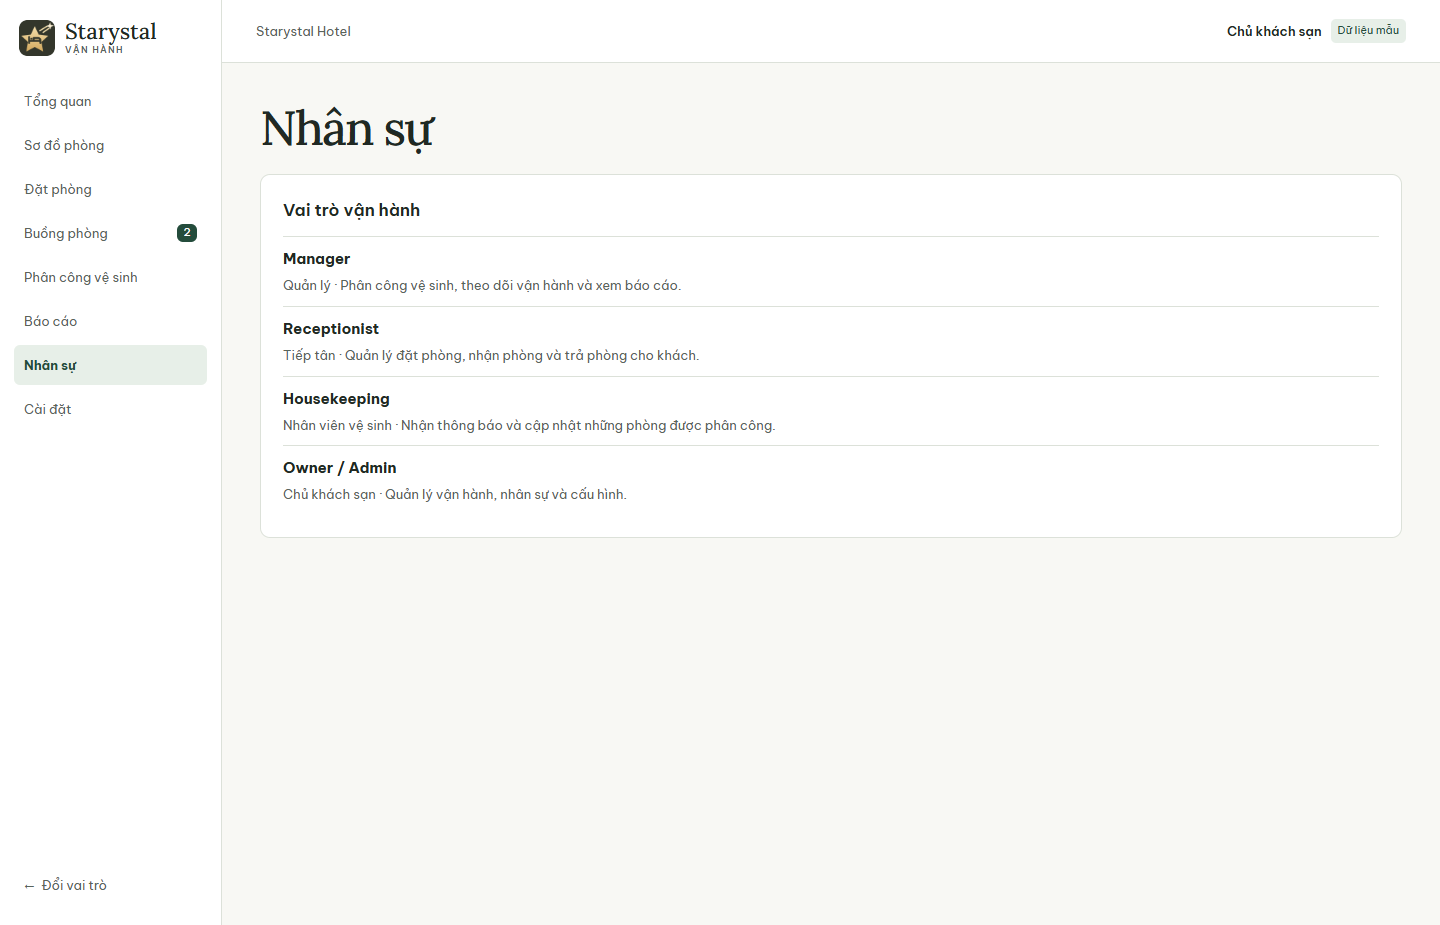 Starystal
VẬN HÀNH
Tổng quan
Sơ đồ phòng
Đặt phòng
Buồng phòng 2
Phân công vệ sinh
Báo cáo
Nhân sự
Cài đặt
← Đổi vai trò
Starystal Hotel
Chủ khách sạn
Dữ liệu mẫu
Nhân sự
Vai trò vận hành
Manager
Quản lý · Phân công vệ sinh, theo dõi vận hành và xem báo cáo.
Receptionist
Tiếp tân · Quản lý đặt phòng, nhận phòng và trả phòng cho khách.
Housekeeping
Nhân viên vệ sinh · Nhận thông báo và cập nhật những phòng được phân công.
Owner / Admin
Chủ khách sạn · Quản lý vận hành, nhân sự và cấu hình.